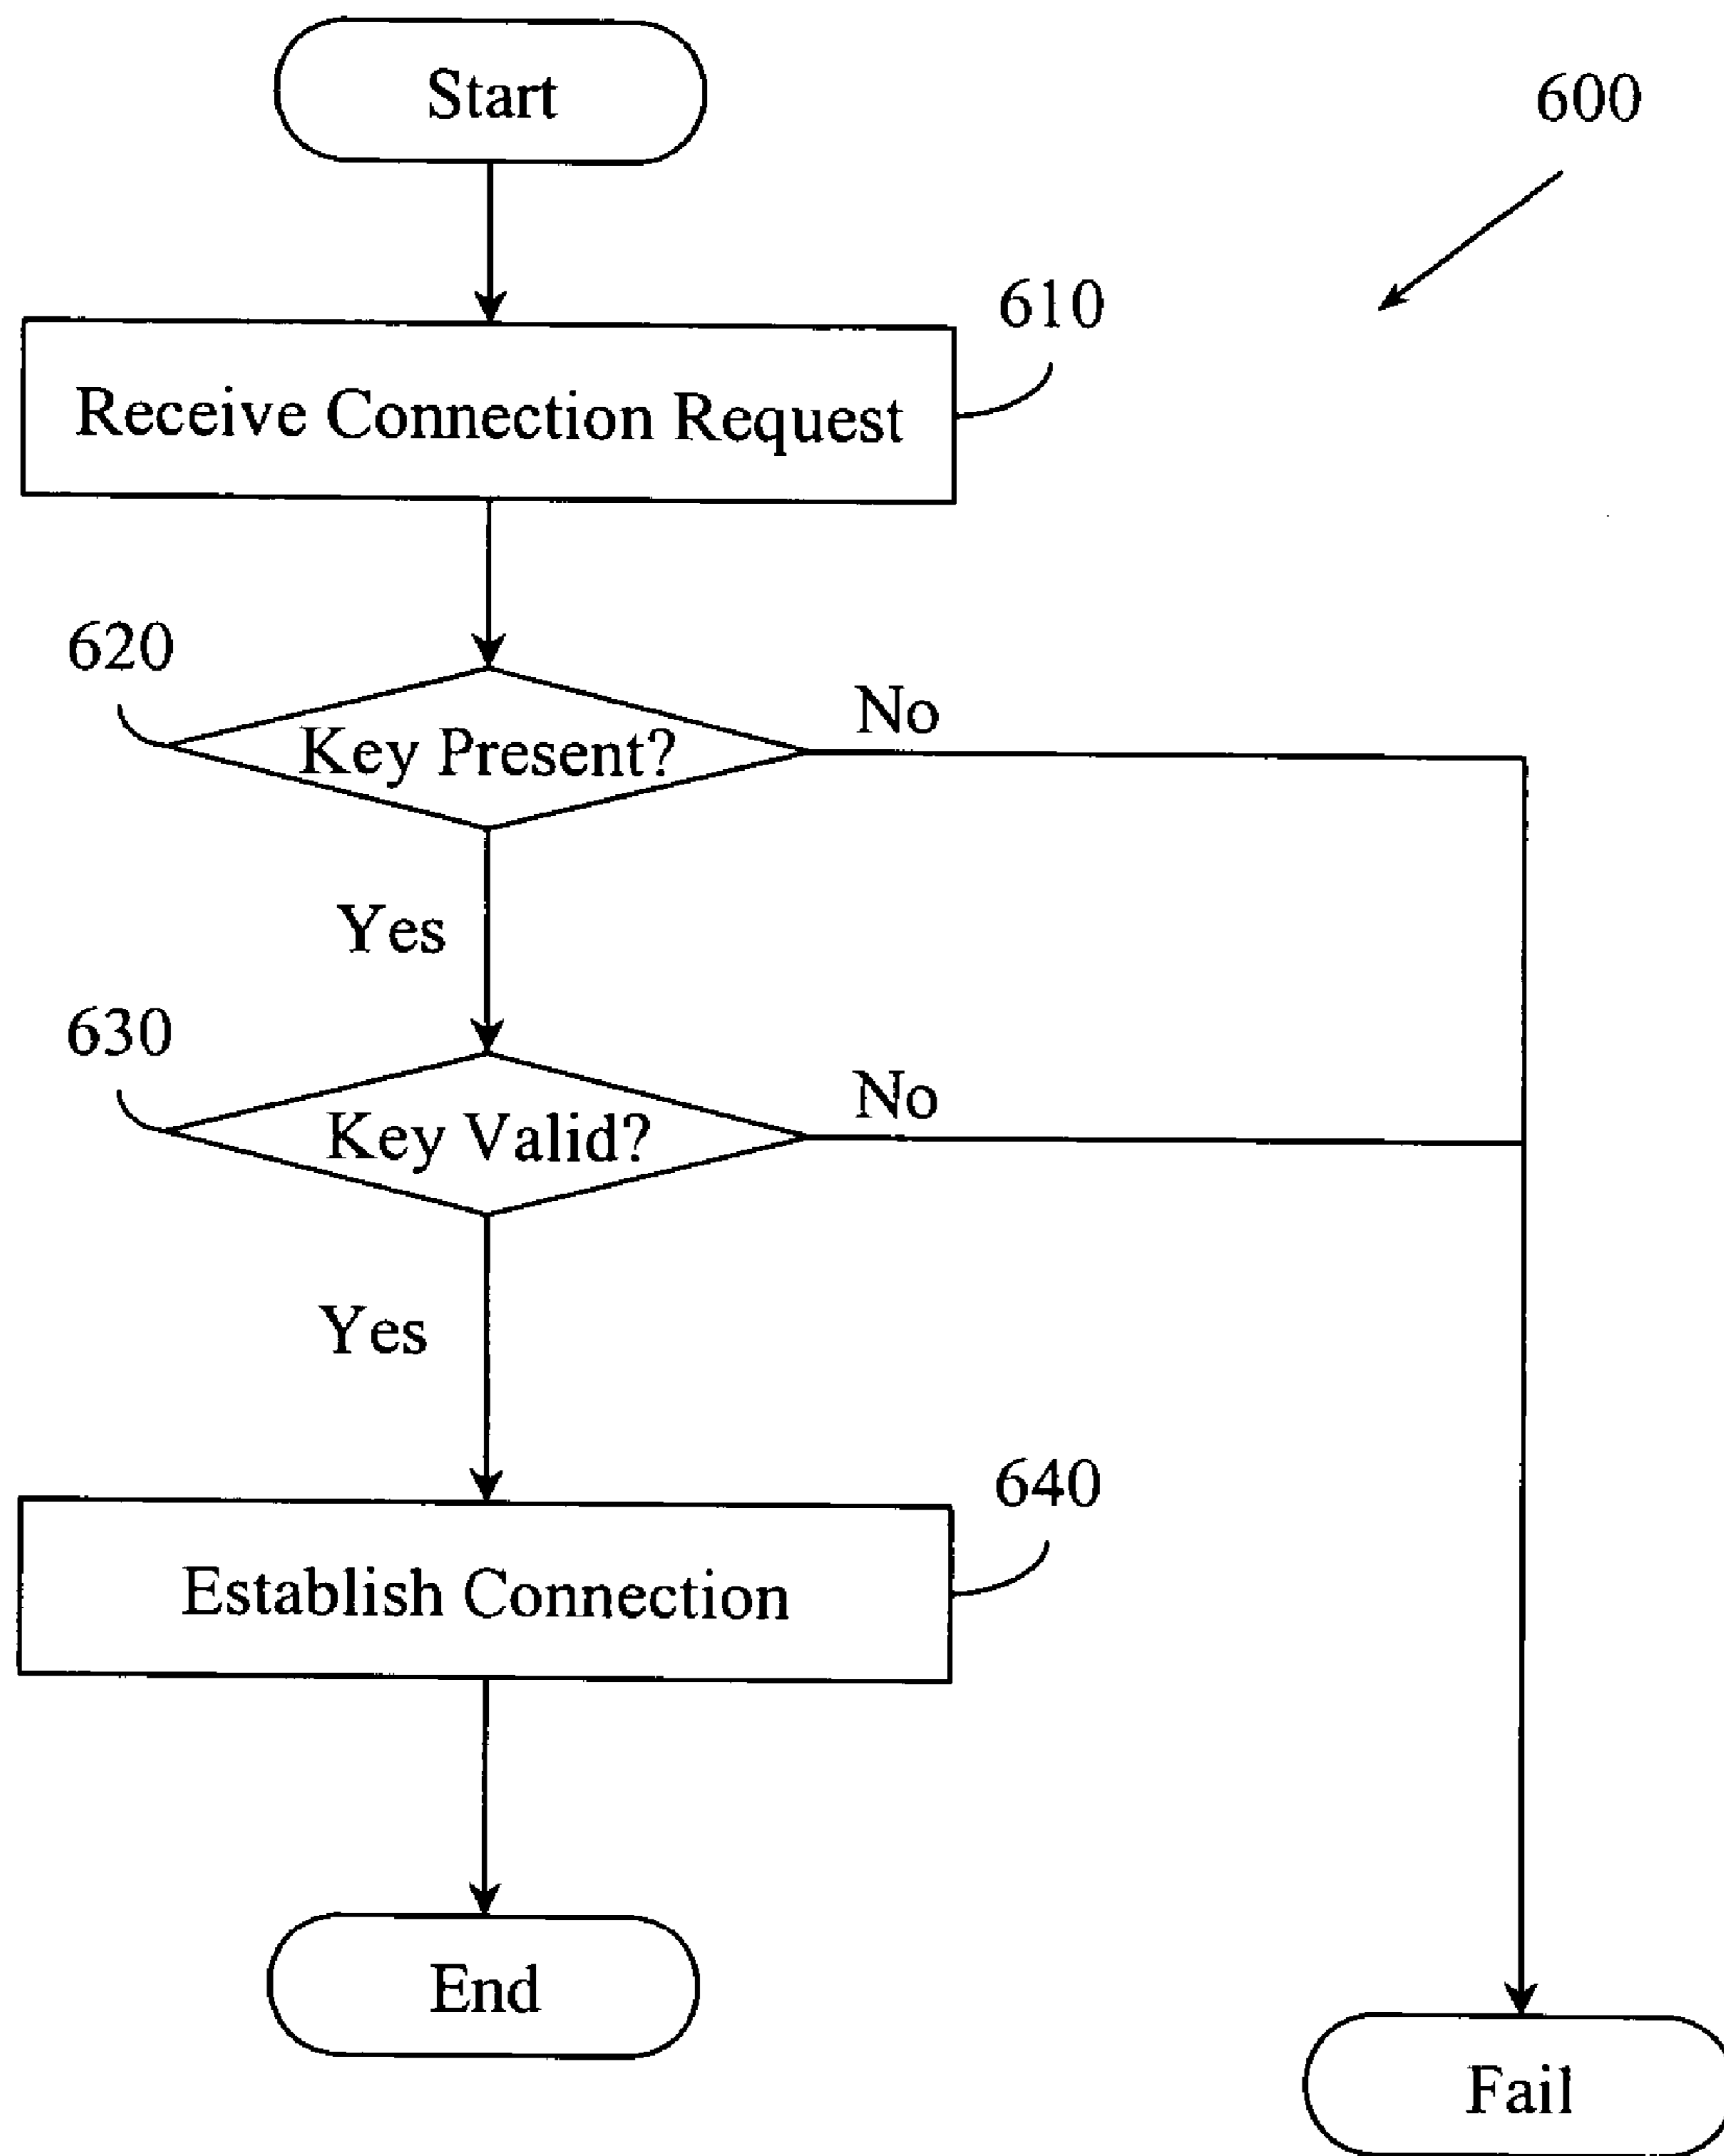 Start
600
610
Receive Connection Request
620
No
Key Present?
Yes
630
No
Key Valid?
Yes
640
Establish Connection
End
Fail